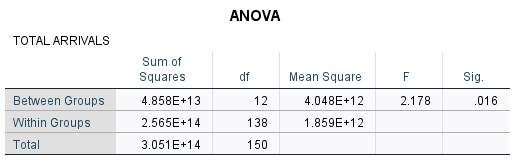 ANOVA
TOTAL ARRIVALS
Sum of Squares df Mean Square F Sig.
Between Groups 4.858E+13 12 4.048E+12 2.178 .016
Within Groups 2.565E+14 138 1.859E+12
Total 3.051E+14 150